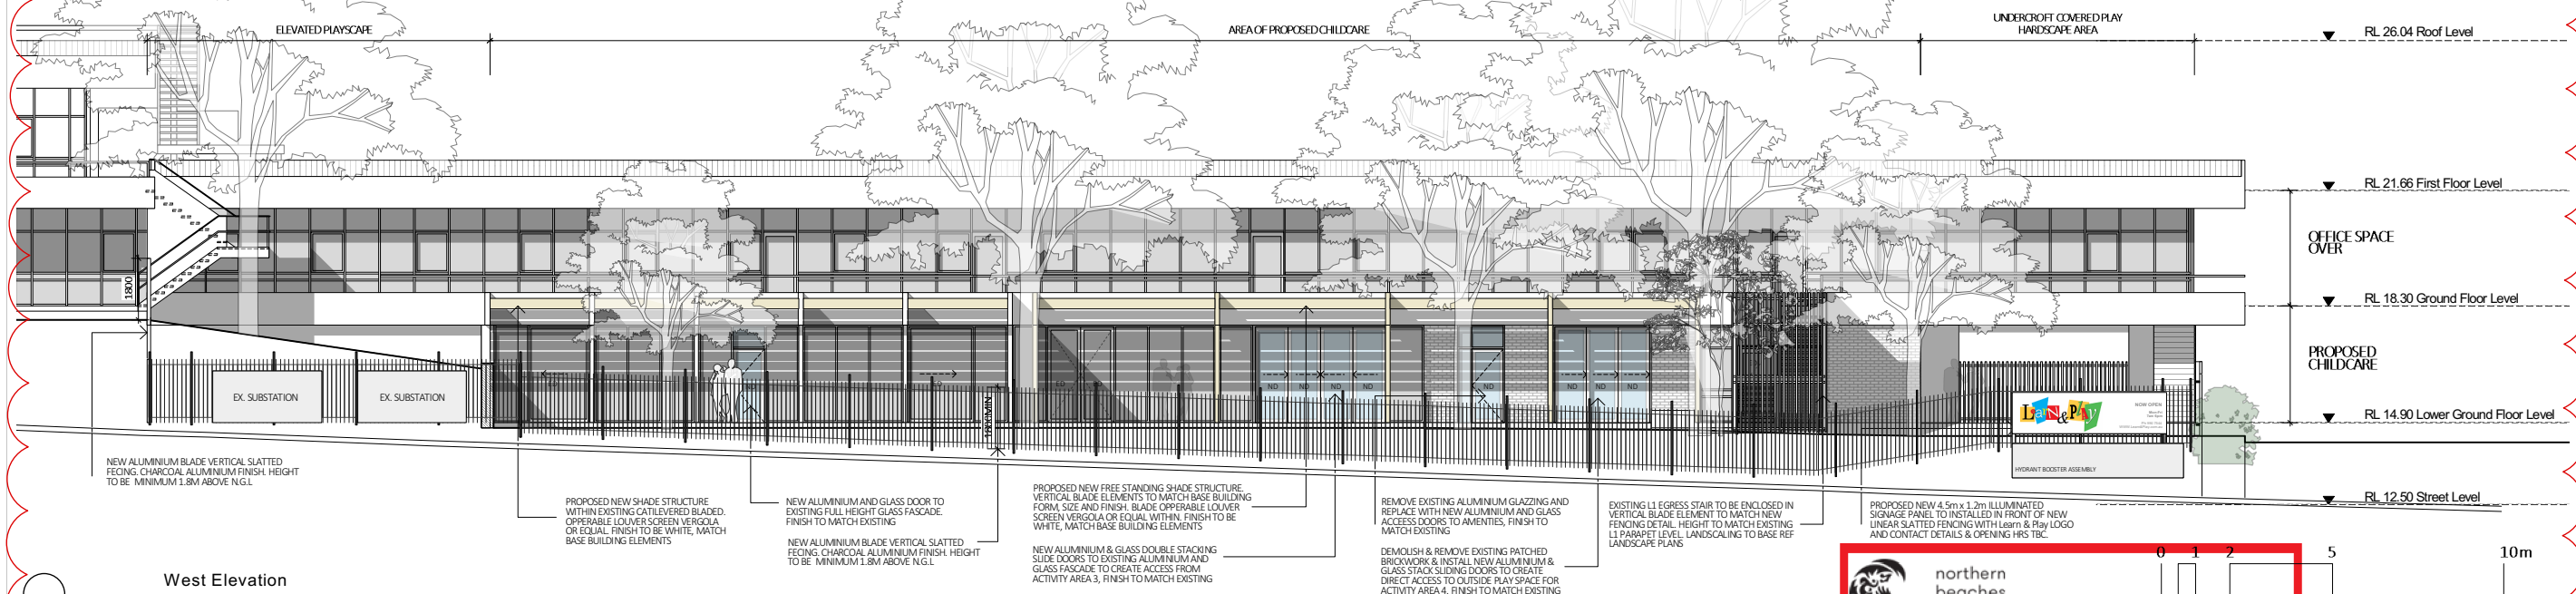 ELEVATED PLAYSCAPE
AREA OF PROPOSED CHILDCARE
UNDERCROFT COVERED PLAY
HARDSCAPE AREA
RL 26.04 Roof Level
RL 21.66 First Floor Level
OFFICE SPACE
OVER
RL 18.30 Ground Floor Level
PROPOSED
CHILDCARE
RL 14.90 Lower Ground Floor Level
RL 12.50 Street Level
1800
EX. SUBSTATION
EX. SUBSTATION
ND
ND
ND
ND
ND
ND
ND
ND
Learn & Play
NOW OPEN
HYDRANT BOOSTER ASSEMBLY
NEW ALUMINIUM BLADE VERTICAL SLATTED
FECING. CHARCOAL ALUMINIUM FINISH. HEIGHT
TO BE MINIMUM 1.8M ABOVE N.G.L
PROPOSED NEW SHADE STRUCTURE
WITHIN EXISTING CATILEVERED BLADED.
OPPERABLE LOUVER SCREEN VERGOLA
OR EQUAL. FINISH TO BE WHITE, MATCH
BASE BUILDING ELEMENTS
NEW ALUMINIUM AND GLASS DOOR TO
EXISTING FULL HEIGHT GLASS FASCADE.
FINISH TO MATCH EXISTING
NEW ALUMINIUM BLADE VERTICAL SLATTED
FECING. CHARCOAL ALUMINIUM FINISH. HEIGHT
TO BE MINIMUM 1.8M ABOVE N.G.L
PROPOSED NEW FREE STANDING SHADE STRUCTURE.
VERTICAL BLADE ELEMENTS TO MATCH BASE BUILDING
FORM, SIZE AND FINISH. BLADE OPPERABLE LOUVER
SCREEN VERGOLA OR EQUAL WITHIN. FINISH TO BE
WHITE, MATCH BASE BUILDING ELEMENTS
NEW ALUMINIUM & GLASS DOUBLE STACKING
SLIDE DOORS TO EXISTING ALUMINIUM AND
GLASS FASCADE TO CREATE ACCESS FROM
ACTIVITY AREA 3, FINISH TO MATCH EXISTING
REMOVE EXISTING ALUMINIUM GLAZZING AND
REPLACE WITH NEW ALUMINIUM AND GLASS
ACCESSS DOORS TO AMENTIES, FINISH TO
MATCH EXISTING
DEMOLISH & REMOVE EXISTING PATCHED
BRICKWORK & INSTALL NEW ALUMINIUM &
GLASS STACK SLIDING DOORS TO CREATE
DIRECT ACCESS TO OUTSIDE PLAY SPACE FOR
ACTIVITY AREA 4. FINISH TO MATCH EXISTING
EXISTING L1 EGRESS STAIR TO BE ENCLOSED IN
VERTICAL BLADE ELEMENT TO MATCH NEW
FENCING DETAIL. HEIGHT TO MATCH EXISTING
L1 PARAPET LEVEL. LANDSCALING TO BASE REF
LANDSCAPE PLANS
PROPOSED NEW 4.5m x 1.2m ILLUMINATED
SIGNAGE PANEL TO INSTALLED IN FRONT OF NEW
LINEAR SLATTED FENCING WITH Learn & Play LOGO
AND CONTACT DETAILS & OPENING HRS TBC.
West Elevation
northern
beaches
0 1 2 5 10m